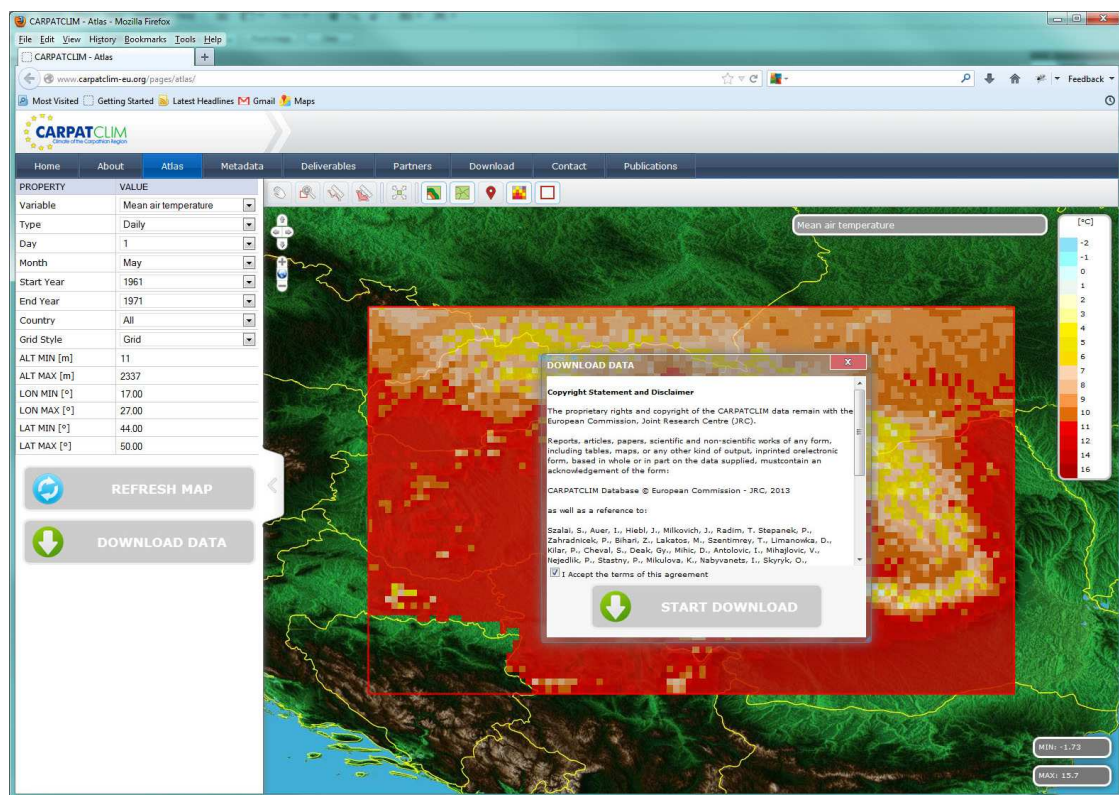 CARPATCLIM - Atlas - Mozilla Firefox
File Edit View History Bookmarks Tools Help
CARPATCLIM - Atlas
www.carpatclim-eu.org/pages/atlas/
Feedback
Most Visited Getting Started Latest Headlines Gmail Maps
CARPATCLIM
Climate of the Carpathian Region
Home About Atlas Metadata Deliverables Partners Download Contact Publications
PROPERTY VALUE
Variable Mean air temperature
Type Daily
Day 1
Month May
Start Year 1961
End Year 1971
Country All
Grid Style Grid
ALT MIN [m] 11
ALT MAX [m] 2337
LON MIN [º] 17.00
LON MAX [º] 27.00
LAT MIN [º] 44.00
LAT MAX [º] 50.00
REFRESH MAP
DOWNLOAD DATA
Mean air temperature
[°C]
-2
-1
0
1
2
3
4
5
6
7
8
9
10
11
12
14
16
DOWNLOAD DATA x
Copyright Statement and Disclaimer
The proprietary rights and copyright of the CARPATCLIM data remain with the
European Commission, Joint Research Centre (JRC).
Reports, articles, papers, scientific and non-scientific works of any form,
including tables, maps, or any other kind of output, inprinted orelectronic
form, based in whole or in part on the data supplied, mustcontain an
acknowledgement of the form:
CARPATCLIM Database © European Commission - JRC, 2013
as well as a reference to:
Szalai, S., Auer, I., Hiebl, J., Milkovich, J., Radim, T. Stepanek, P.,
Zahradnicek, P., Bihari, Z., Lakatos, M., Szentimrey, T., Limanowka, D.,
Kilar, P., Cheval, S., Deak, Gy., Mihic, D., Antolovic, I., Mihajlovic, V.,
Nejedlik, P., Stastny, P., Mikulova, K., Nabyvanets, I., Skyryk, O.,
I Accept the terms of this agreement
START DOWNLOAD
MIN: -1.73
MAX: 15.7